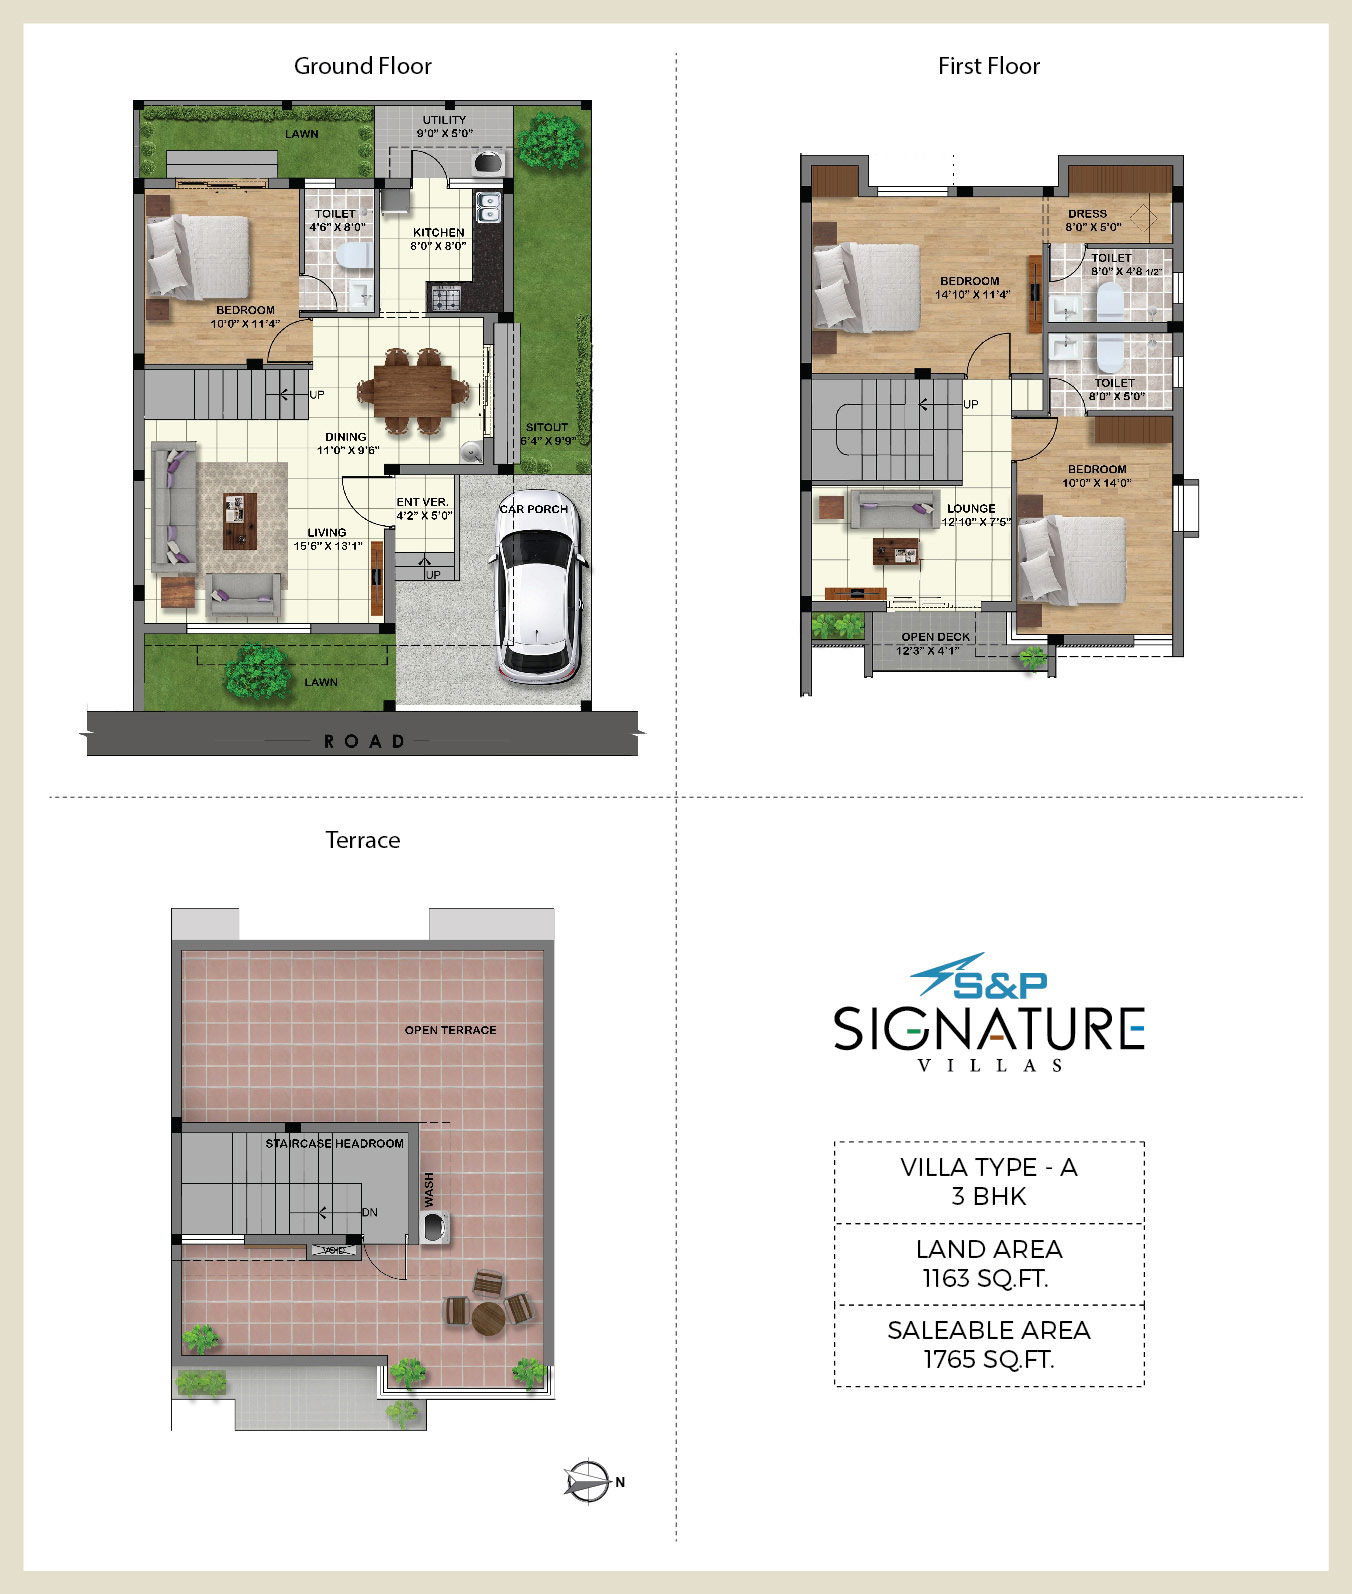 Ground Floor
LAWN
UTILITY
9'0" X 5'0"
TOILET
4'6" X 8'0"
KITCHEN
8'0" X 8'0"
BEDROOM
10'0" X 11'4"
UP
DINING
11'0" X 9'6"
SITOUT
6'4" X 9'9"
ENT VER.
4'2" X 5'0"
CAR PORCH
LIVING
15'6" X 13'1"
UP
LAWN
ROAD
First Floor
DRESS
8'0" X 5'0"
TOILET
8'0" X 4'8 1/2"
BEDROOM
14'10" X 11'4"
TOILET
8'0" X 5'0"
UP
BEDROOM
10'0" X 14'0"
LOUNGE
12'10" X 7'5"
OPEN DECK
12'3" X 4'1"
Terrace
OPEN TERRACE
STAIRCASE HEADROOM
WASH
DN
VOID
N
S&P
SIGNATURE
VILLAS
VILLA TYPE - A
3 BHK
LAND AREA
1163 SQ.FT.
SALEABLE AREA
1765 SQ.FT.